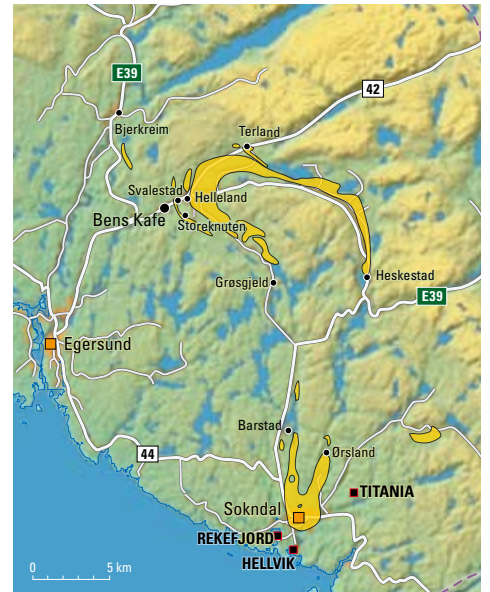 E39
42
Bjerkreim
Terland
Svalestad
Helleland
Bens Kafe
Storeknuten
Grøsgjeld
Heskestad
E39
Egersund
Barstad
44
Ørsland
TITANIA
Sokndal
REKEFJORD
HELLVIK
0 5 km